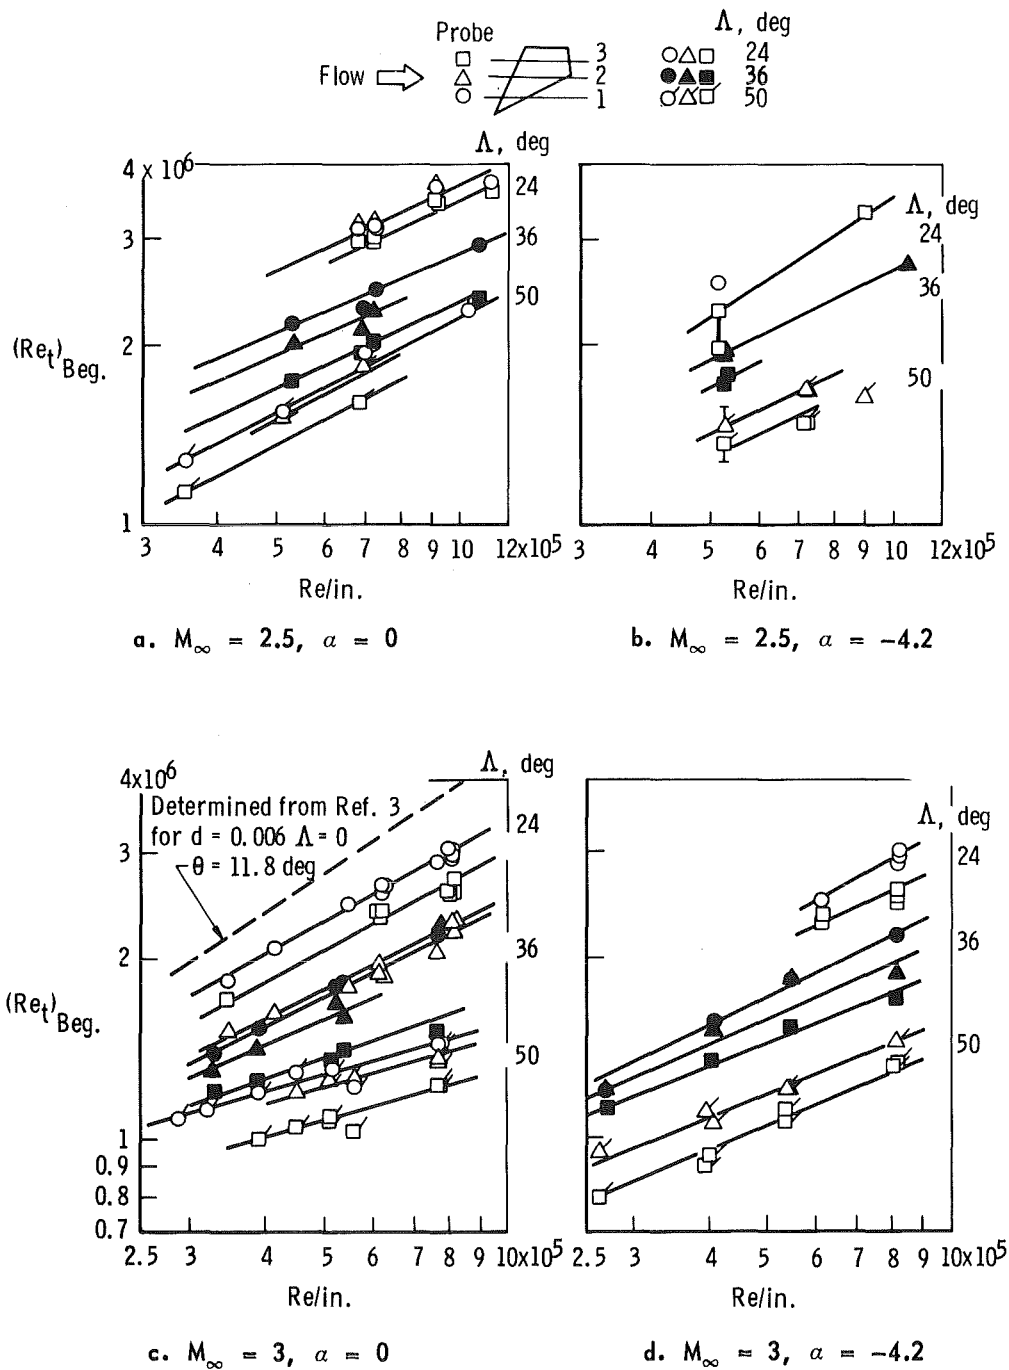 Λ, deg
Probe
3
24
Flow
2
36
1
50
Λ, deg
4 x 10^6
24
3
36
50
2
(Re_t)_Beg.
1
3 4 5 6 7 8 9 10 12x10^5
Re/in.
a. M_∞ = 2.5, α = 0
Λ, deg
24
36
50
3 4 5 6 7 8 9 10 12x10^5
Re/in.
b. M_∞ = 2.5, α = -4.2
Λ, deg
4x10^6
Determined from Ref. 3
for d = 0.006 Λ = 0
θ = 11.8 deg
24
3
36
2
(Re_t)_Beg.
50
1
0.9
0.8
0.7
2.5 3 4 5 6 7 8 9 10x10^5
Re/in.
c. M_∞ = 3, α = 0
Λ, deg
24
36
50
2.5 3 4 5 6 7 8 9 10x10^5
Re/in.
d. M_∞ = 3, α = -4.2